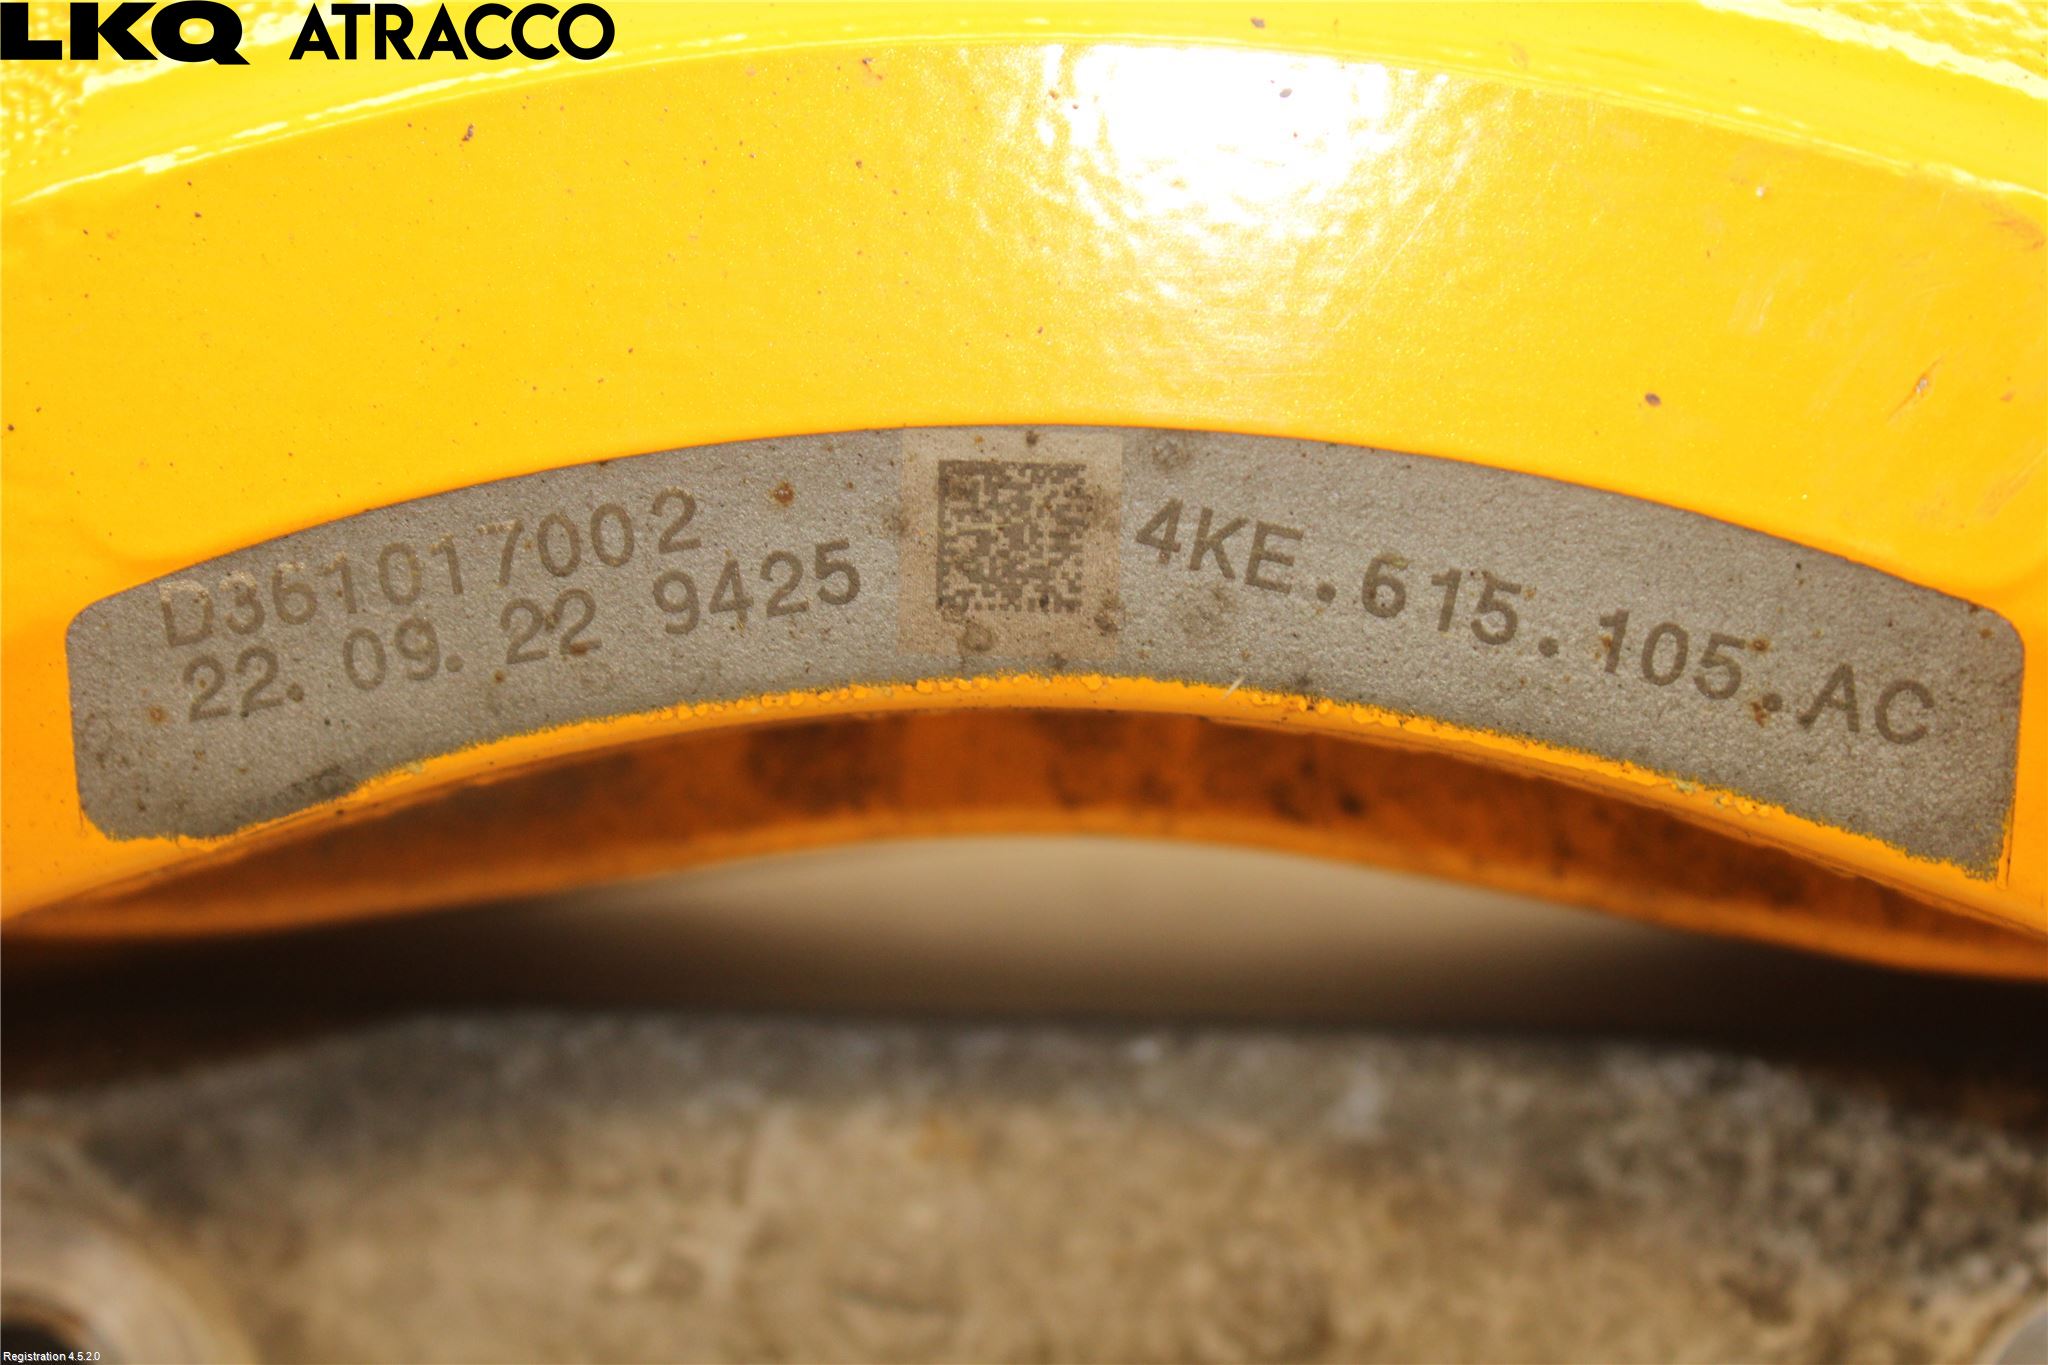 LKQ ATRACCO
D361017002
22.09.22 9425
4KE.615.105.AC
Registration 4.5.2.0